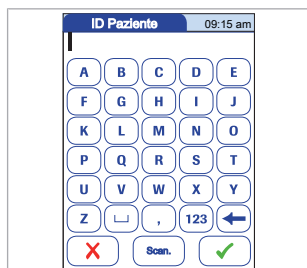 ID Paziente 09:15 am
A B C D E
F G H I J
K L M N O
P Q R S T
U V W X Y
Z , 123
Scan.